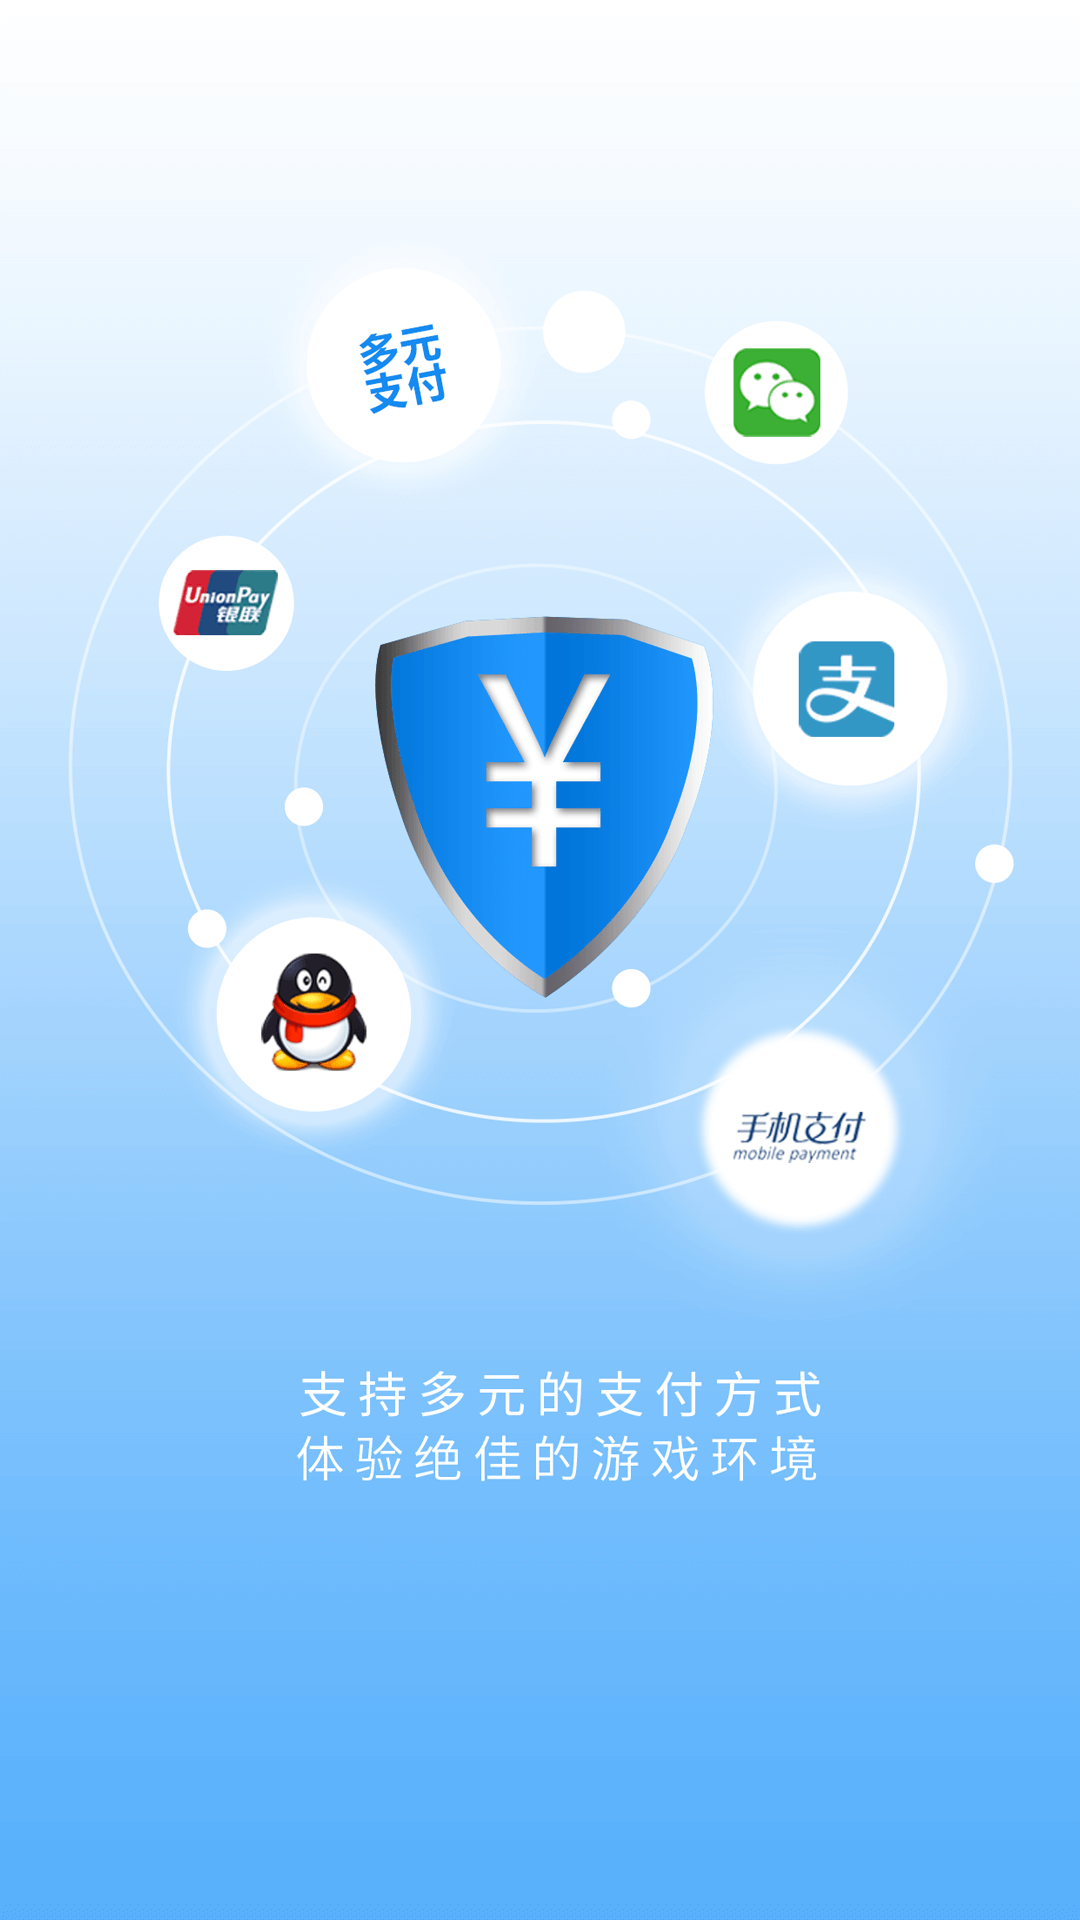 多元
支付
UnionPay
银联
支
¥
手机支付
mobile payment
支持多元的支付方式
体验绝佳的游戏环境